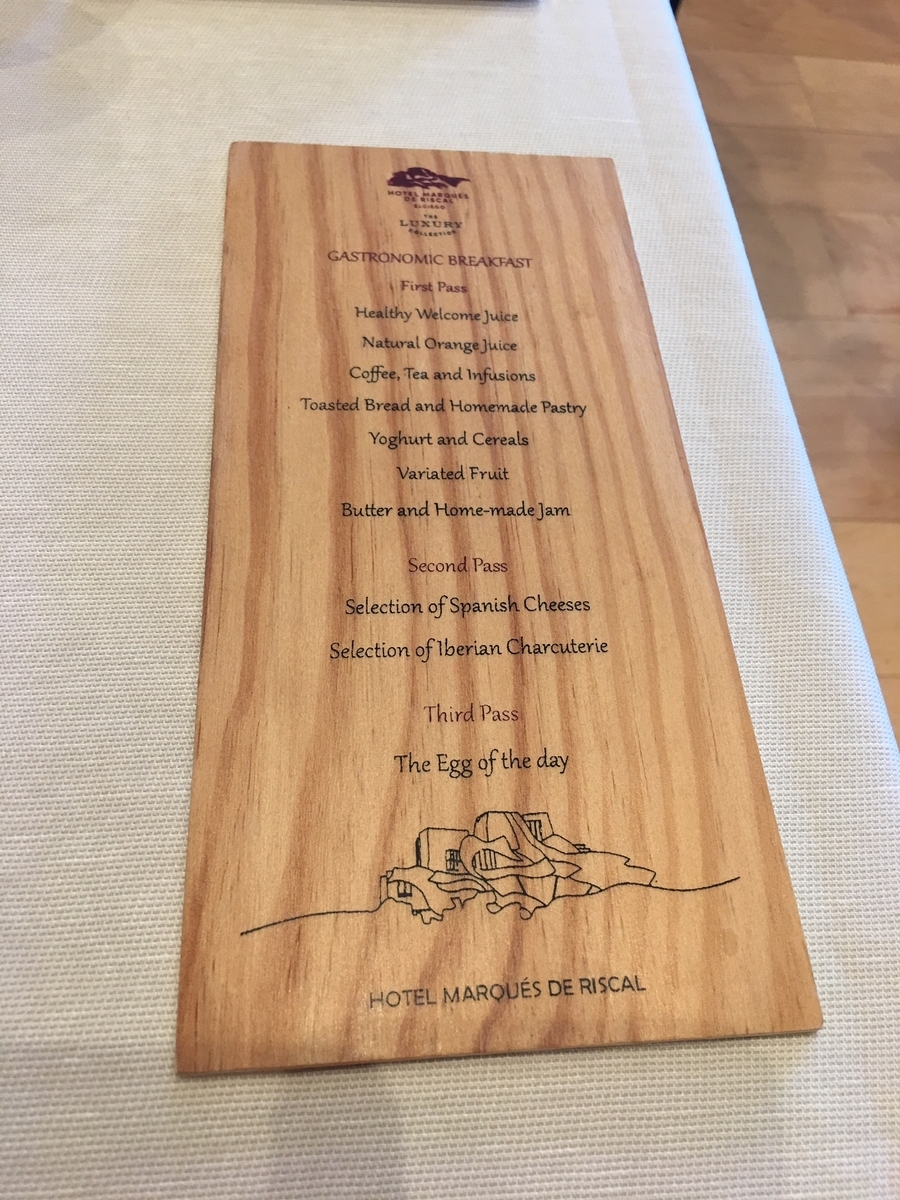 HOTEL MARQUÉS
DE RISCAL
ELCIEGO
THE
LUXURY
COLLECTION
GASTRONOMIC BREAKFAST
First Pass
Healthy Welcome Juice
Natural Orange Juice
Coffee, Tea and Infusions
Toasted Bread and Homemade Pastry
Yoghurt and Cereals
Variated Fruit
Butter and Home-made Jam
Second Pass
Selection of Spanish Cheeses
Selection of Iberian Charcuterie
Third Pass
The Egg of the day
HOTEL MARQUÉS DE RISCAL